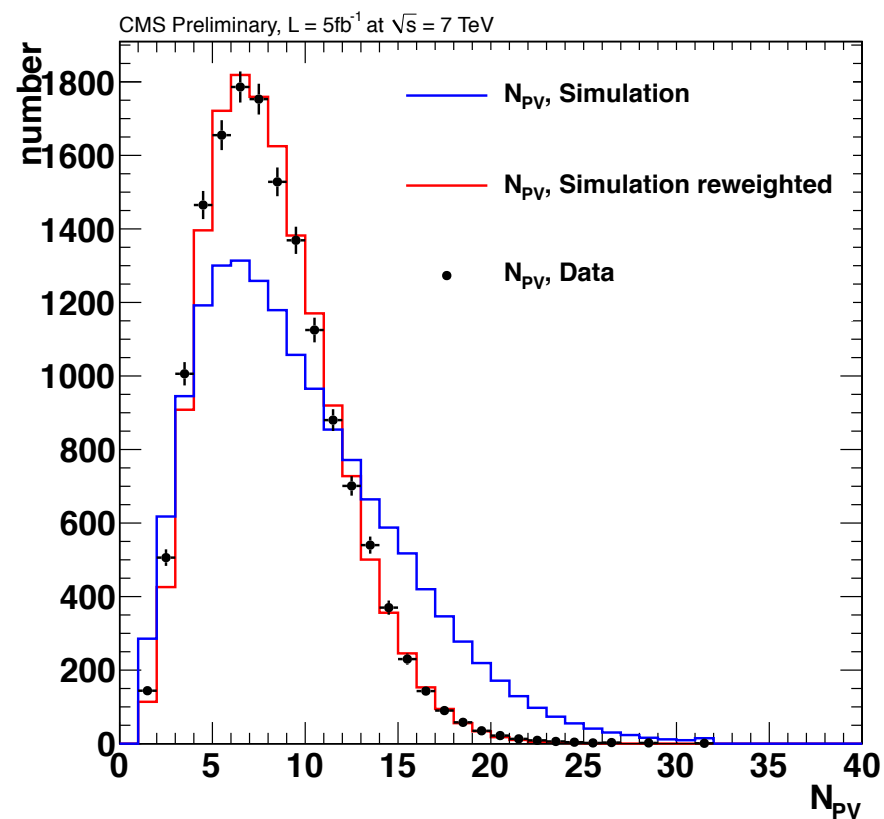 CMS Preliminary, L = 5fb⁻¹ at √s = 7 TeV
number
1800
1600
1400
1200
1000
800
600
400
200
0
N_PV, Simulation
N_PV, Simulation reweighted
N_PV, Data
0 5 10 15 20 25 30 35 40
N_PV